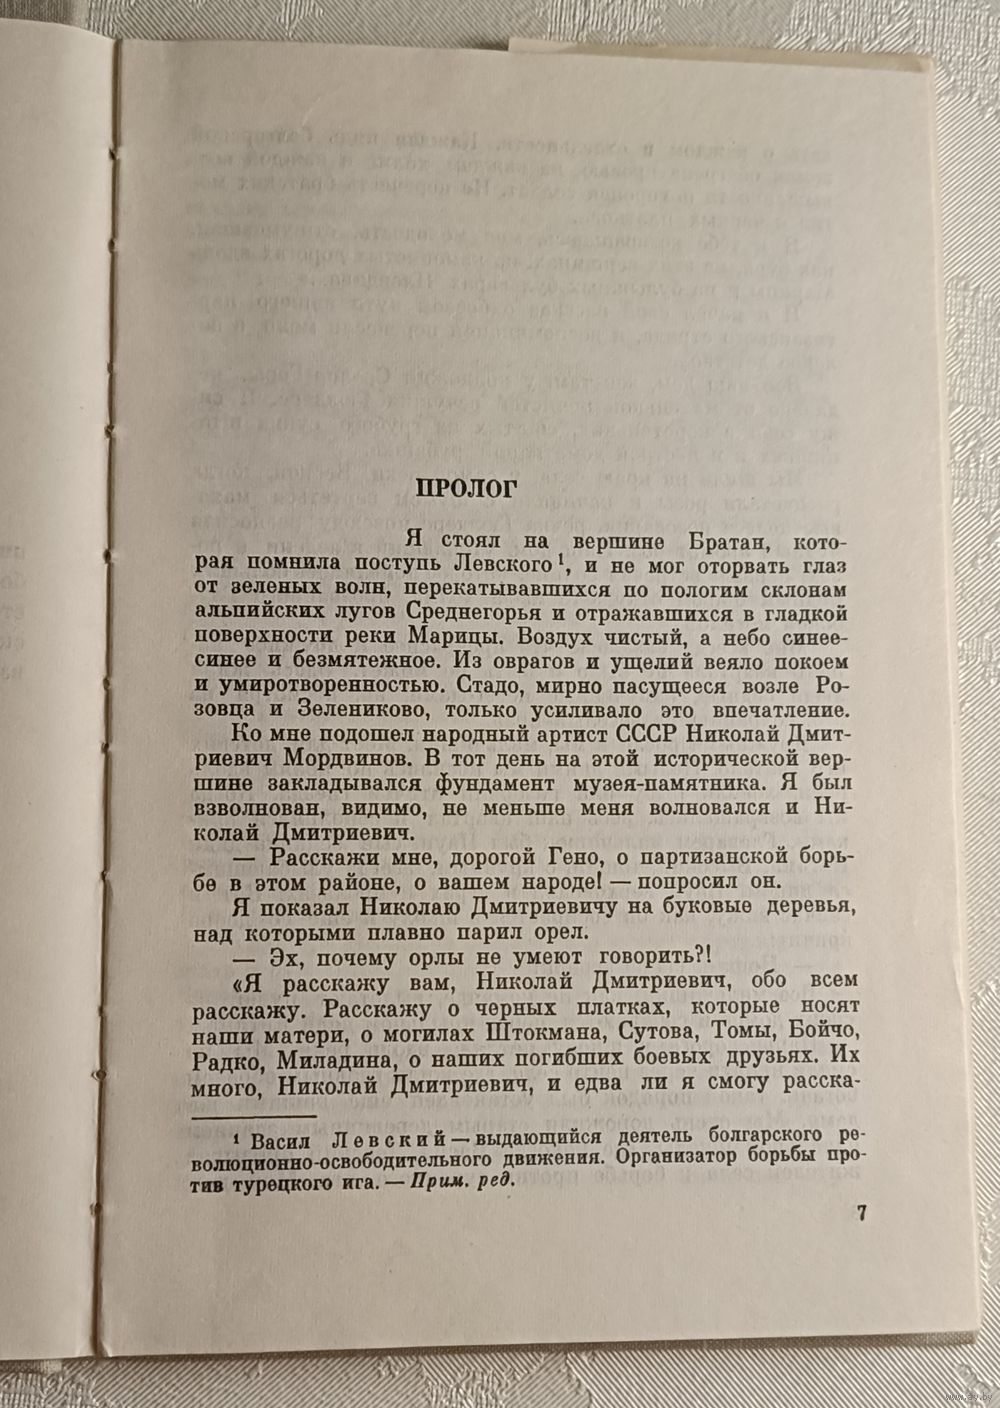 ПРОЛОГ
Я стоял на вершине Братан, кото-
рая помнила поступь Левского¹, и не мог оторвать глаз
от зеленых волн, перекатывавшихся по пологим склонам
альпийских лугов Среднегорья и отражавшихся в гладкой
поверхности реки Марицы. Воздух чистый, а небо синее-
синее и безмятежное. Из оврагов и ущелий веяло покоем
и умиротворенностью. Стадо, мирно пасущееся возле Ро-
зовца и Зелениково, только усиливало это впечатление.
Ко мне подошел народный артист СССР Николай Дмит-
риевич Мордвинов. В тот день на этой исторической вер-
шине закладывался фундамент музея-памятника. Я был
взволнован, видимо, не меньше меня волновался и Ни-
колай Дмитриевич.
— Расскажи мне, дорогой Гено, о партизанской борь-
бе в этом районе, о вашем народе! — попросил он.
Я показал Николаю Дмитриевичу на буковые деревья,
над которыми плавно парил орел.
— Эх, почему орлы не умеют говорить?!
«Я расскажу вам, Николай Дмитриевич, обо всем
расскажу. Расскажу о черных платках, которые носят
наши матери, о могилах Штокмана, Сутова, Томы, Бойчо,
Радко, Миладина, о наших погибших боевых друзьях. Их
много, Николай Дмитриевич, и едва ли я смогу расска-
¹ Васил Левский — выдающийся деятель болгарского ре-
волюционно-освободительного движения. Организатор борьбы про-
тив турецкого ига. — Прим. ред.
7
www.ay.by